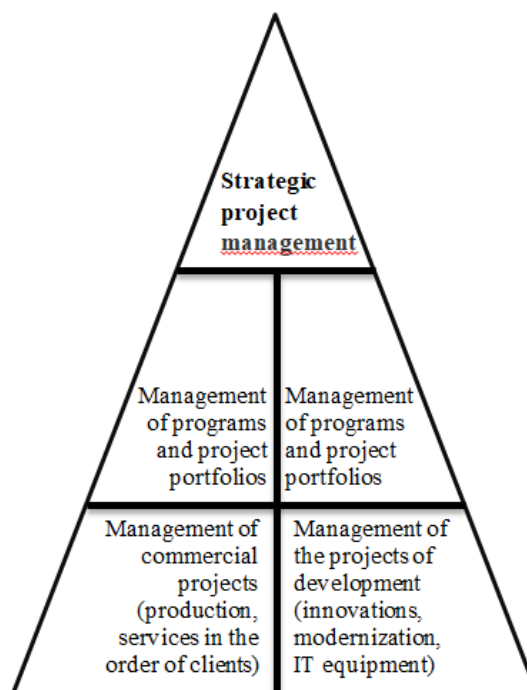 Strategic
project
management
Management
of programs
and project
portfolios
Management
of programs
and project
portfolios
Management of
commercial
projects
(production,
services in the
order of clients)
Management of
the projects of
development
(innovations,
modernization,
IT equipment)